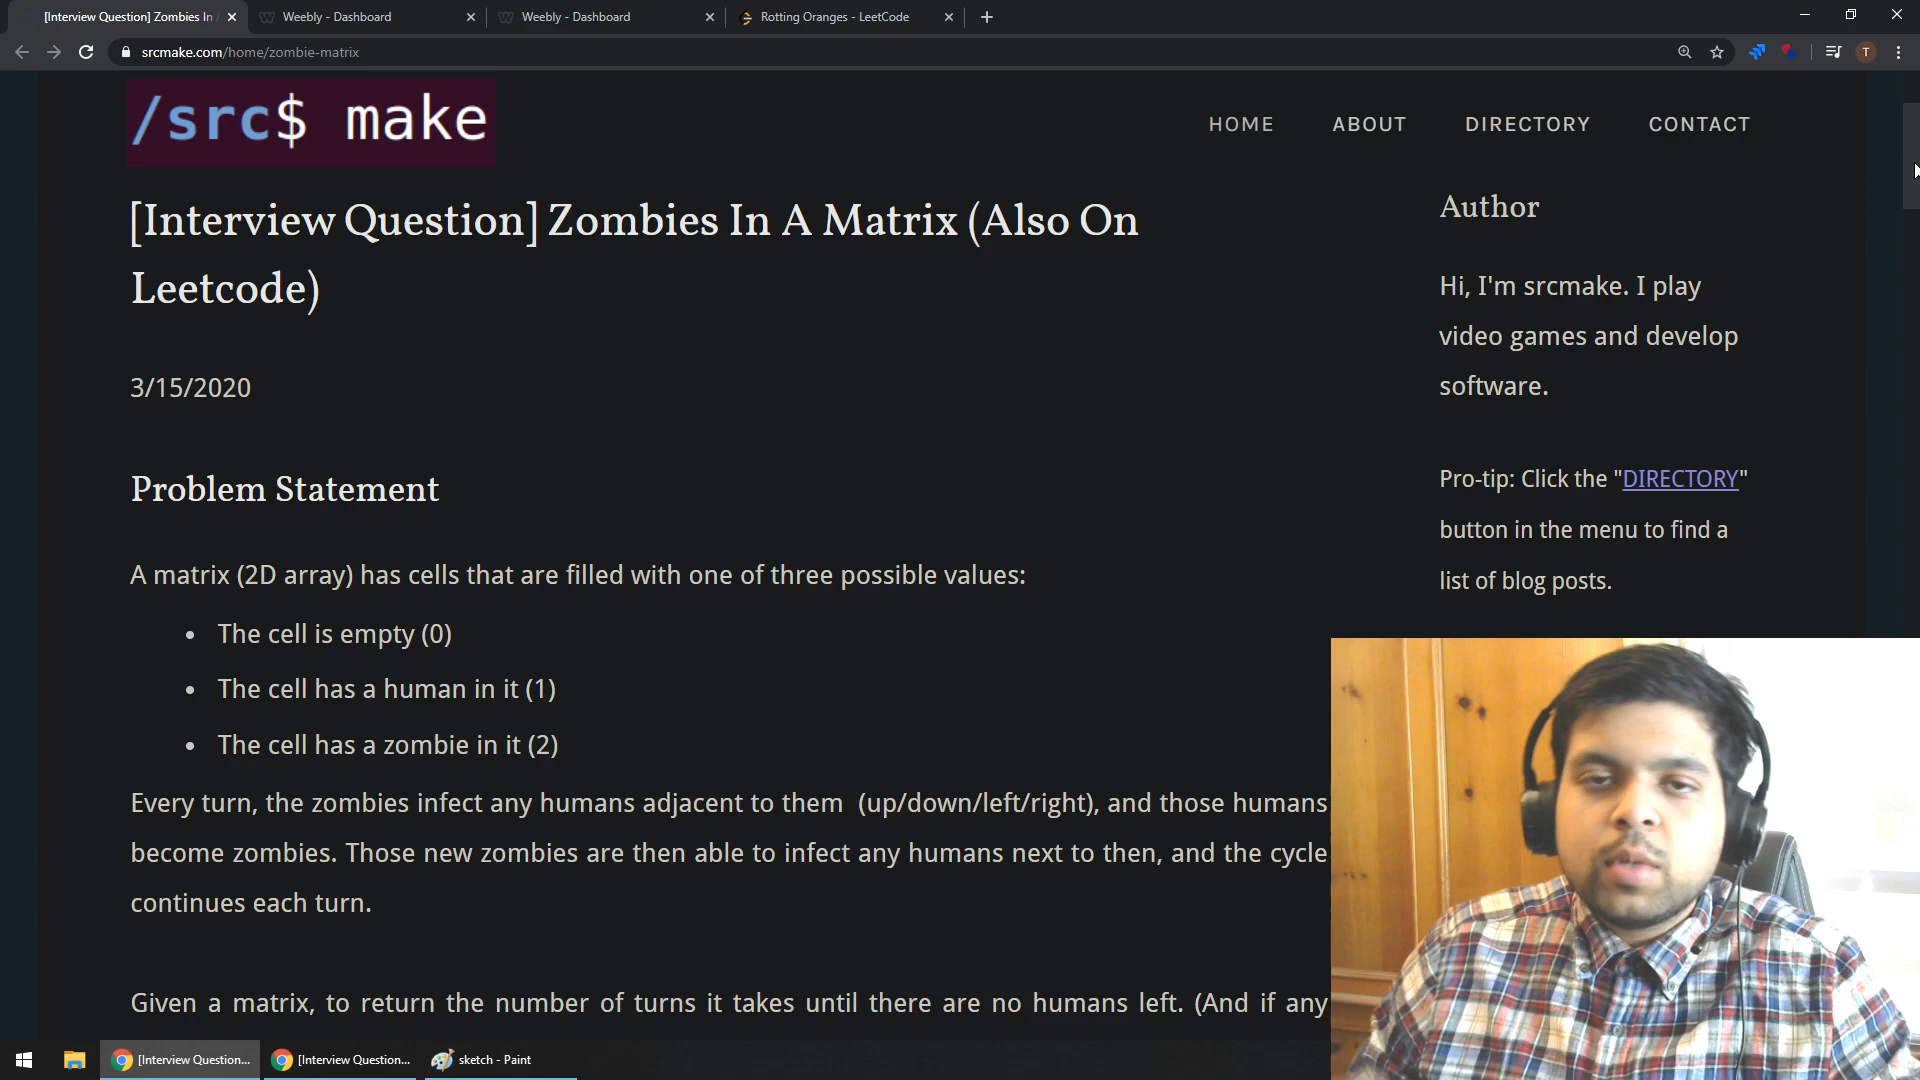 [Interview Question] Zombies In
Weebly - Dashboard
Weebly - Dashboard
Rotting Oranges - LeetCode
srcmake.com/home/zombie-matrix
T
/src$ make
HOME
ABOUT
DIRECTORY
CONTACT
[Interview Question] Zombies In A Matrix (Also On
Leetcode)
3/15/2020
Problem Statement
A matrix (2D array) has cells that are filled with one of three possible values:
• The cell is empty (0)
• The cell has a human in it (1)
• The cell has a zombie in it (2)
Every turn, the zombies infect any humans adjacent to them (up/down/left/right), and those humans
become zombies. Those new zombies are then able to infect any humans next to then, and the cycle
continues each turn.
Given a matrix, to return the number of turns it takes until there are no humans left. (And if any
Author
Hi, I'm srcmake. I play
video games and develop
software.
Pro-tip: Click the "DIRECTORY"
button in the menu to find a
list of blog posts.
[Interview Question...
[Interview Question...
sketch - Paint